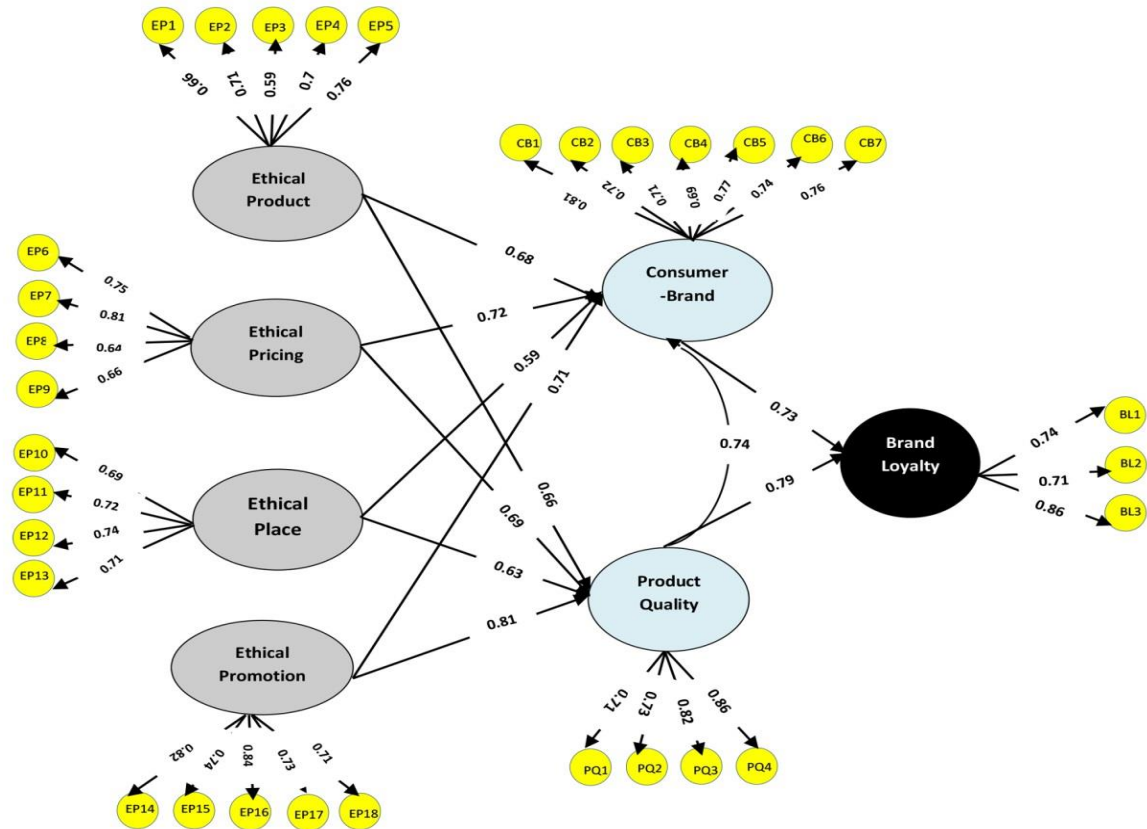 EP1
EP2
EP3
EP4
EP5
0.66
0.71
0.59
0.7
0.76
Ethical
Product
CB1
CB2
CB3
CB4
CB5
CB6
CB7
0.81
0.72
0.71
0.69
0.77
0.74
0.76
Consumer
-Brand
EP6
EP7
EP8
EP9
0.75
0.81
0.64
0.66
Ethical
Pricing
0.68
0.72
0.59
0.71
EP10
EP11
EP12
EP13
0.69
0.72
0.74
0.71
Ethical
Place
0.66
0.69
0.63
0.81
0.73
0.74
0.79
Brand
Loyalty
0.74
0.71
0.86
BL1
BL2
BL3
Product
Quality
0.71
0.73
0.82
0.86
PQ1
PQ2
PQ3
PQ4
Ethical
Promotion
0.82
0.74
0.84
0.73
0.71
EP14
EP15
EP16
EP17
EP18